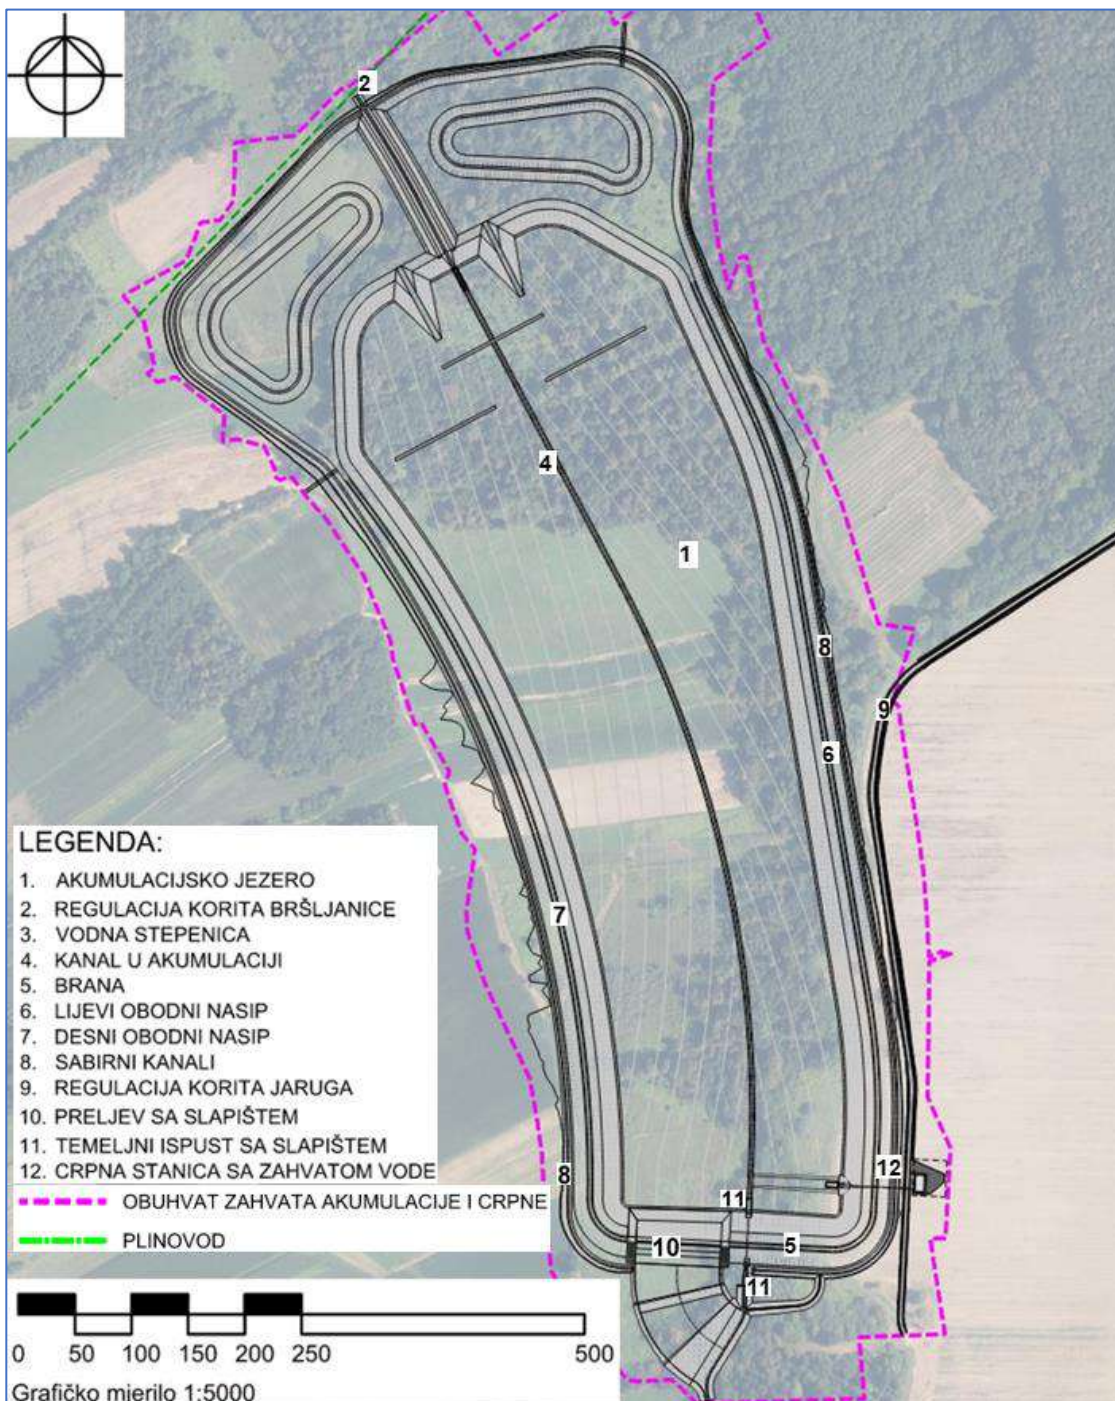 2
4
1
8
9
6
7
8
12
11
10
5
11
LEGENDA:
1. AKUMULACIJSKO JEZERO
2. REGULACIJA KORITA BRŠLJANICE
3. VODNA STEPENICA
4. KANAL U AKUMULACIJI
5. BRANA
6. LIJEVI OBODNI NASIP
7. DESNI OBODNI NASIP
8. SABIRNI KANALI
9. REGULACIJA KORITA JARUGA
10. PRELJEV SA SLAPIŠTEM
11. TEMELJNI ISPUST SA SLAPIŠTEM
12. CRPNA STANICA SA ZAHVATOM VODE
OBUHVAT ZAHVATA AKUMULACIJE I CRPNE
PLINOVOD
0 50 100 150 200 250 500
Grafičko mjerilo 1:5000